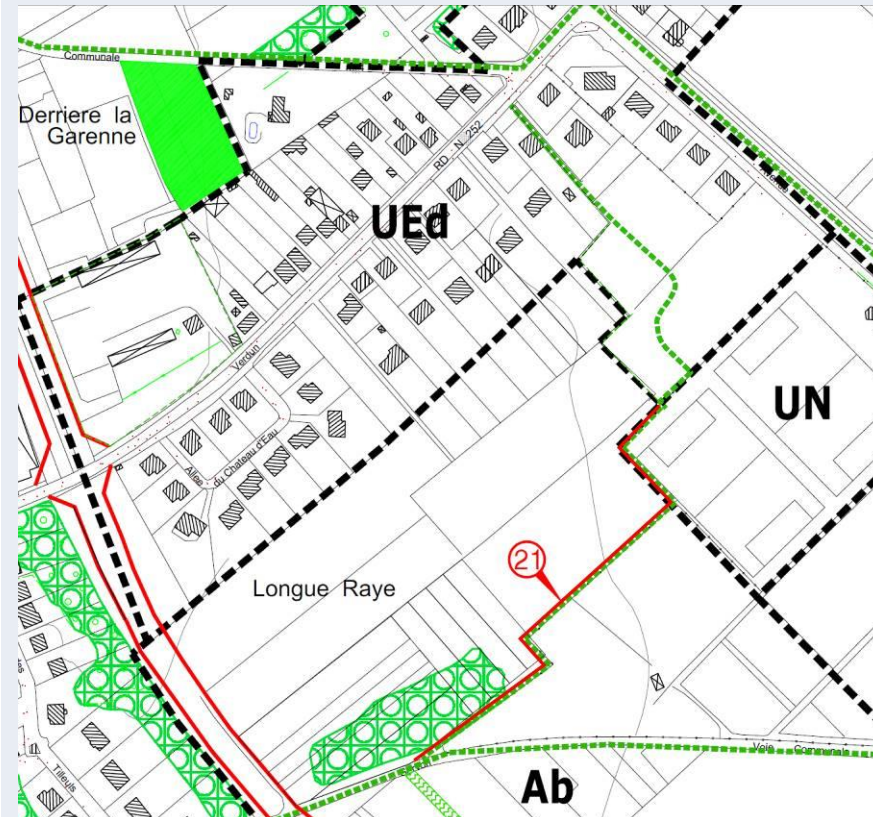 Communale
Derriere la
Garenne
RD N 252
UEd
Verdun
UN
Allee
du Chateau d'Eau
21
Longue Raye
Tilleuls
Voie Communale
Ab